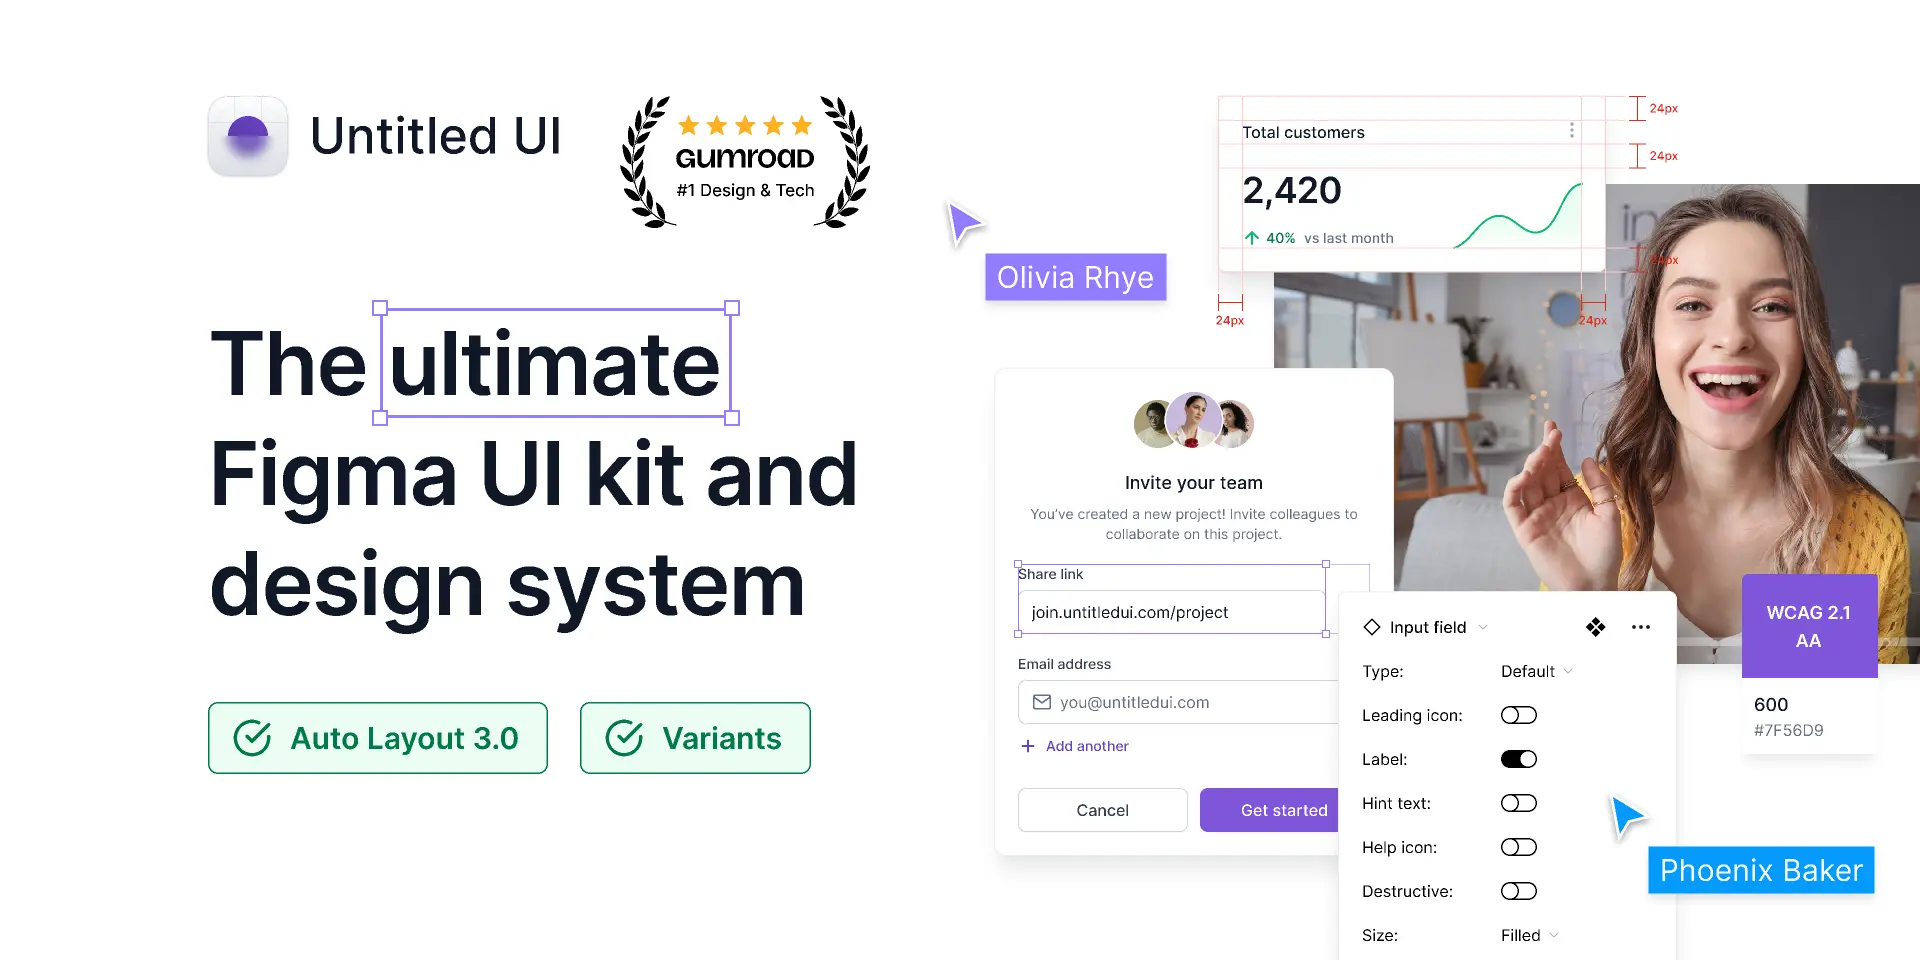 Untitled UI
GUMROAD
#1 Design & Tech
The ultimate
Figma UI kit and
design system
Auto Layout 3.0
Variants
Olivia Rhye
Total customers
2,420
40% vs last month
24px
24px
24px
24px
24px
Invite your team
You’ve created a new project! Invite colleagues to
collaborate on this project.
Share link
join.untitledui.com/project
Email address
you@untitledui.com
Add another
Cancel
Get started
Input field
Type: Default
Leading icon:
Label:
Hint text:
Help icon:
Destructive:
Size: Filled
WCAG 2.1
AA
600
#7F56D9
Phoenix Baker